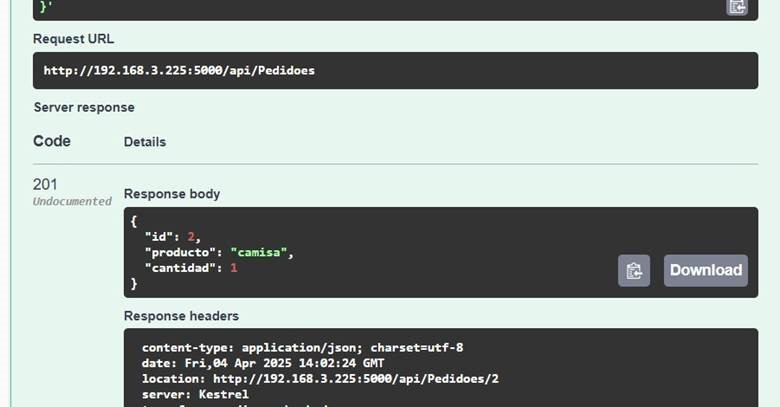 }'
Request URL
http://192.168.3.225:5000/api/Pedidoes
Server response
Code Details
201
Undocumented
Response body
{
"id": 2,
"producto": "camisa",
"cantidad": 1
}
Download
Response headers
content-type: application/json; charset=utf-8
date: Fri,04 Apr 2025 14:02:24 GMT
location: http://192.168.3.225:5000/api/Pedidoes/2
server: Kestrel